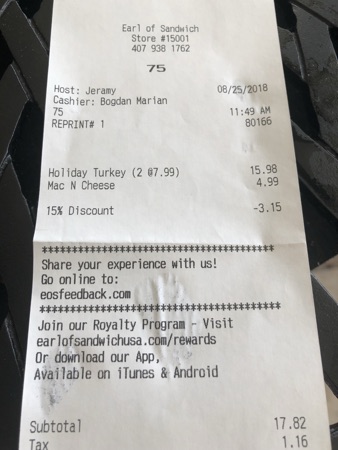 Earl of Sandwich
Store #15001
407 938 1762
75
Host: Jeramy 08/25/2018
Cashier: Bogdan Marian
75 11:49 AM
REPRINT# 1 80166
Holiday Turkey (2 @7.99) 15.98
Mac N Cheese 4.99
15% Discount -3.15
****************************************
Share your experience with us!
Go online to:
eosfeedback.com
****************************************
Join our Royalty Program - Visit
earlofsandwichusa.com/rewards
Or download our App,
Available on iTunes & Android
Subtotal 17.82
Tax 1.16